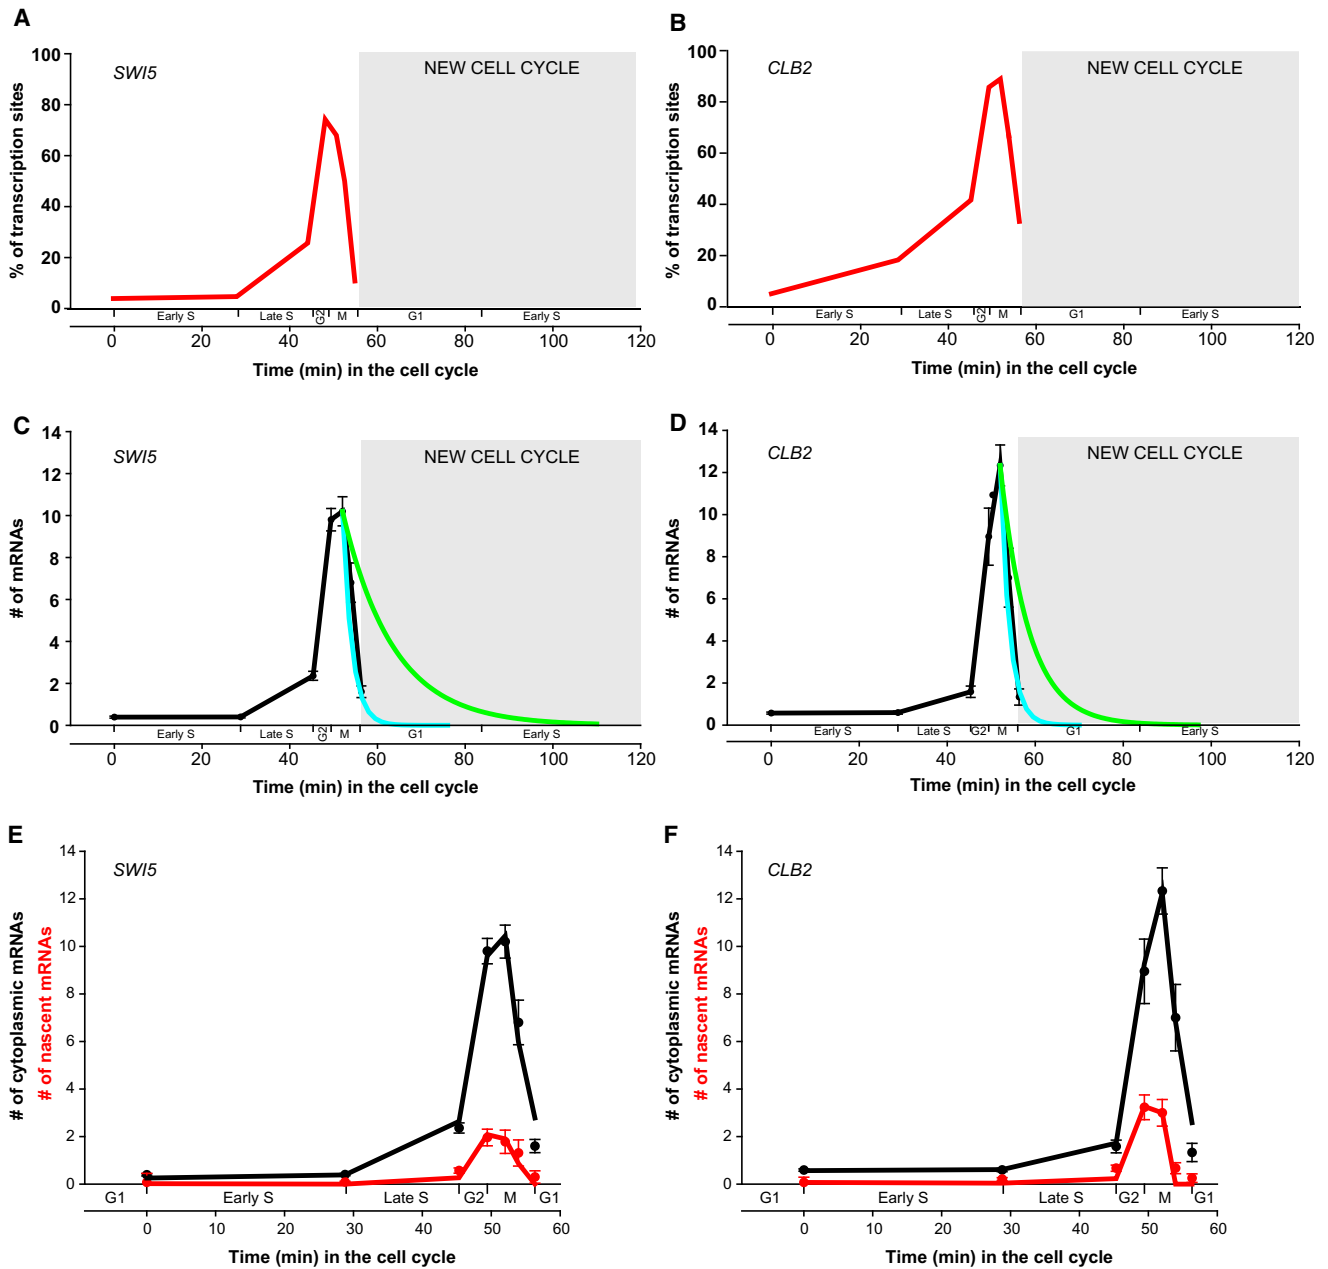 A
SWI5
NEW CELL CYCLE
% of transcription sites
100
80
60
40
20
0
Early S
Late S
G2
M
G1
Early S
0 20 40 60 80 100 120
Time (min) in the cell cycle
B
CLB2
NEW CELL CYCLE
% of transcription sites
100
80
60
40
20
0
Early S
Late S
G2
M
G1
Early S
0 20 40 60 80 100 120
Time (min) in the cell cycle
C
SWI5
NEW CELL CYCLE
# of mRNAs
14
12
10
8
6
4
2
0
Early S
Late S
G2
M
G1
Early S
0 20 40 60 80 100 120
Time (min) in the cell cycle
D
CLB2
NEW CELL CYCLE
# of mRNAs
14
12
10
8
6
4
2
0
Early S
Late S
G2
M
G1
Early S
0 20 40 60 80 100 120
Time (min) in the cell cycle
E
SWI5
# of cytoplasmic mRNAs
# of nascent mRNAs
14
12
10
8
6
4
2
0
G1
Early S
Late S
G2
M
G1
0 10 20 30 40 50 60
Time (min) in the cell cycle
F
CLB2
# of cytoplasmic mRNAs
# of nascent mRNAs
14
12
10
8
6
4
2
0
G1
Early S
Late S
G2
M
G1
0 10 20 30 40 50 60
Time (min) in the cell cycle